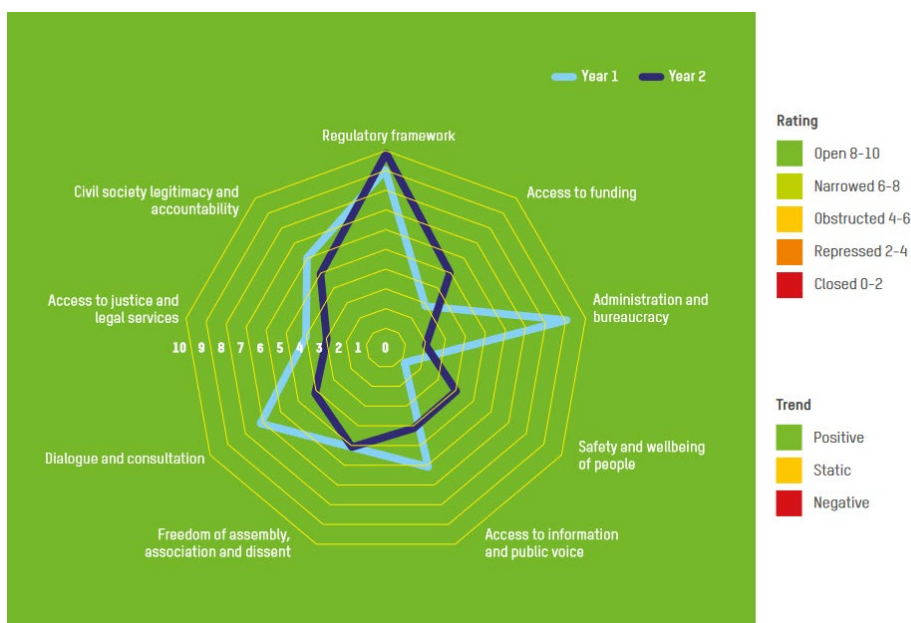 Year 1
Year 2
Regulatory framework
Civil society legitimacy and
accountability
Access to funding
Access to justice and
legal services
Administration and
bureaucracy
10 9 8 7 6 5 4 3 2 1 0
Dialogue and consultation
Safety and wellbeing
of people
Freedom of assembly,
association and dissent
Access to information
and public voice
Rating
Open 8-10
Narrowed 6-8
Obstructed 4-6
Repressed 2-4
Closed 0-2
Trend
Positive
Static
Negative